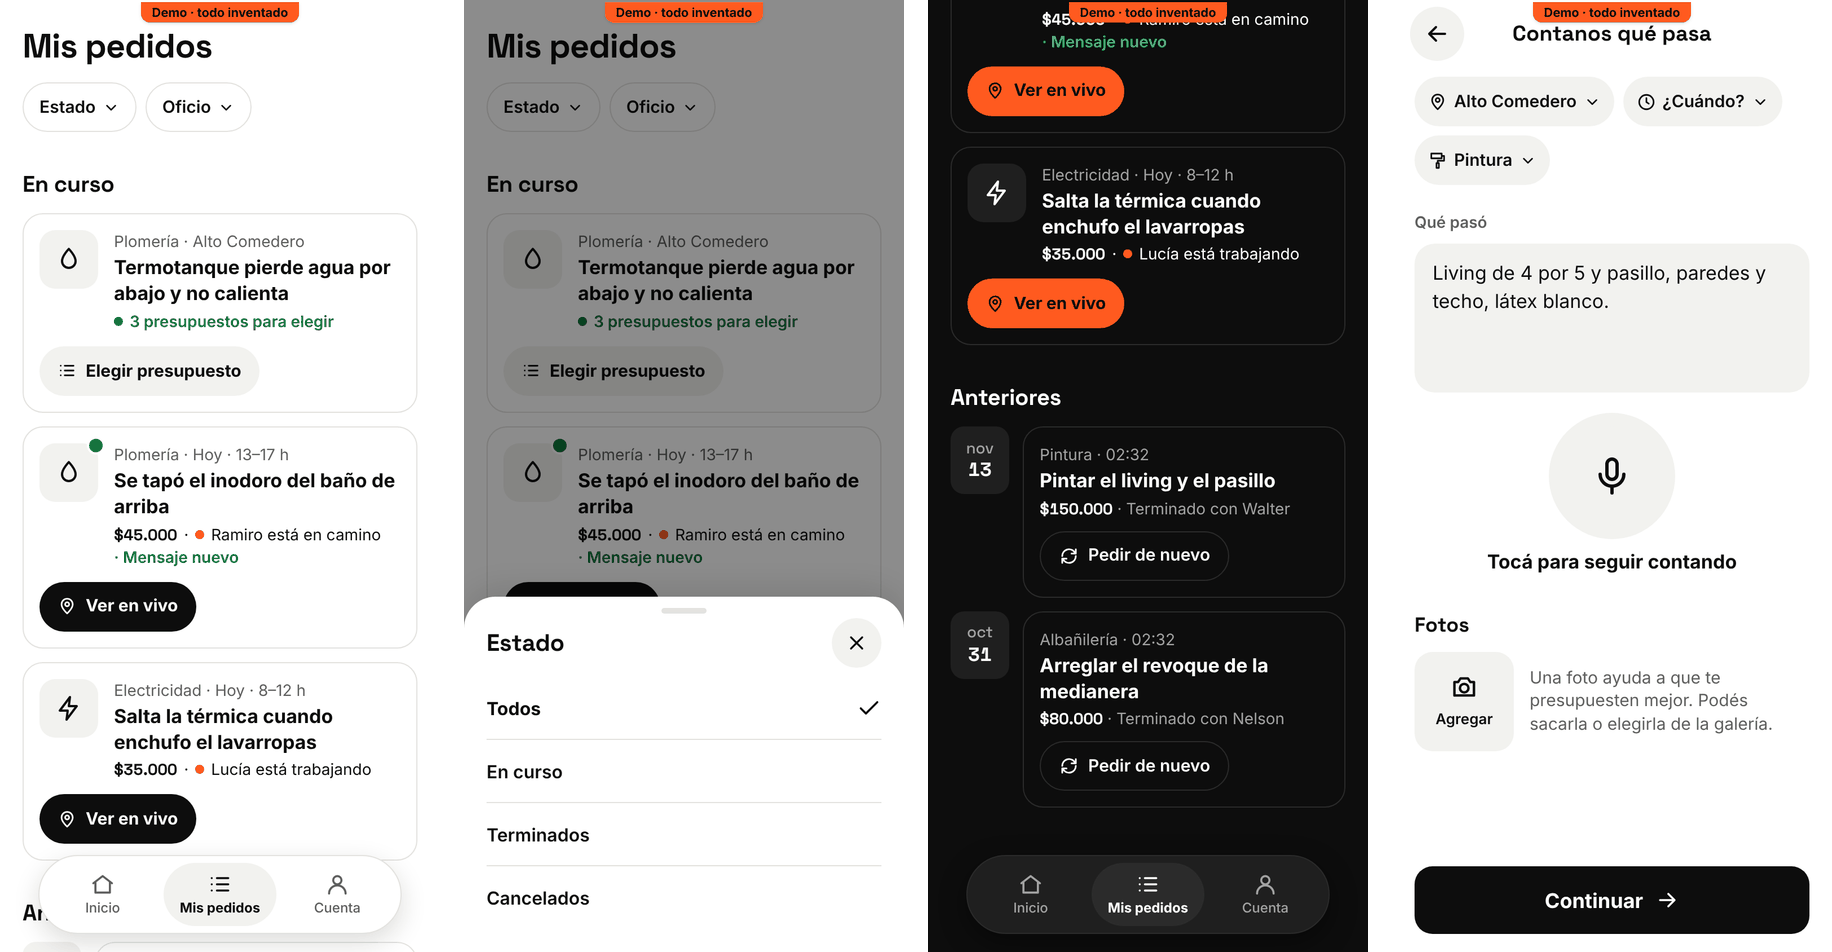 Demo · todo inventado
Mis pedidos
Estado
Oficio
En curso
Plomería · Alto Comedero
Termotanque pierde agua por
abajo y no calienta
3 presupuestos para elegir
Elegir presupuesto
Plomería · Hoy · 13–17 h
Se tapó el inodoro del baño de
arriba
$45.000 · Ramiro está en camino
· Mensaje nuevo
Ver en vivo
Electricidad · Hoy · 8–12 h
Salta la térmica cuando
enchufo el lavarropas
$35.000 · Lucía está trabajando
Ver en vivo
Inicio
Mis pedidos
Cuenta
Demo · todo inventado
Mis pedidos
Estado
Oficio
En curso
Plomería · Alto Comedero
Termotanque pierde agua por
abajo y no calienta
3 presupuestos para elegir
Elegir presupuesto
Plomería · Hoy · 13–17 h
Se tapó el inodoro del baño de
arriba
$45.000 · Ramiro está en camino
· Mensaje nuevo
Estado
Todos
En curso
Terminados
Cancelados
Demo · todo inventado
está en camino
· Mensaje nuevo
Ver en vivo
Electricidad · Hoy · 8–12 h
Salta la térmica cuando
enchufo el lavarropas
$35.000 · Lucía está trabajando
Ver en vivo
Anteriores
nov
13
Pintura · 02:32
Pintar el living y el pasillo
$150.000 · Terminado con Walter
Pedir de nuevo
oct
31
Albañilería · 02:32
Arreglar el revoque de la
medianera
$80.000 · Terminado con Nelson
Pedir de nuevo
Inicio
Mis pedidos
Cuenta
Demo · todo inventado
Contanos qué pasa
Alto Comedero
¿Cuándo?
Pintura
Qué pasó
Living de 4 por 5 y pasillo, paredes y
techo, látex blanco.
Tocá para seguir contando
Fotos
Agregar
Una foto ayuda a que te
presupuesten mejor. Podés
sacarla o elegirla de la galería.
Continuar